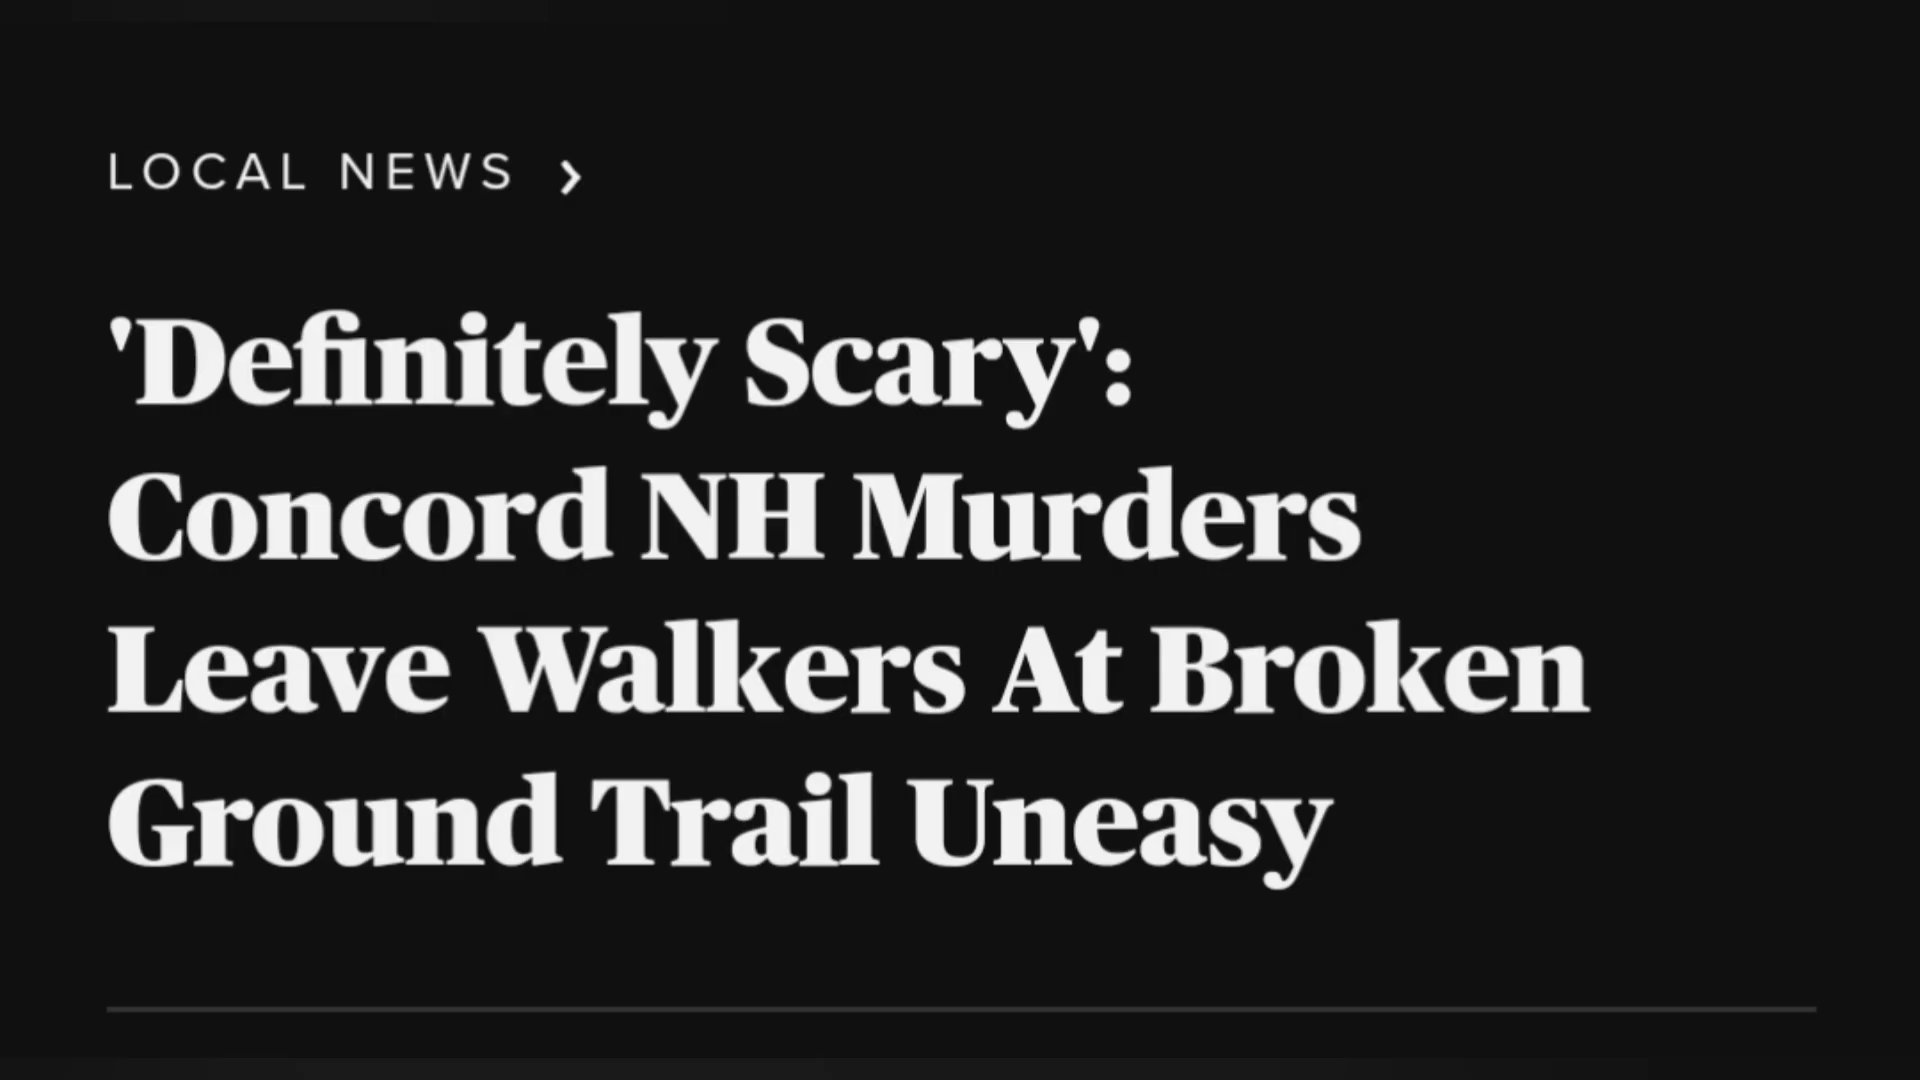 LOCAL NEWS ›
'Definitely Scary':
Concord NH Murders
Leave Walkers At Broken
Ground Trail Uneasy